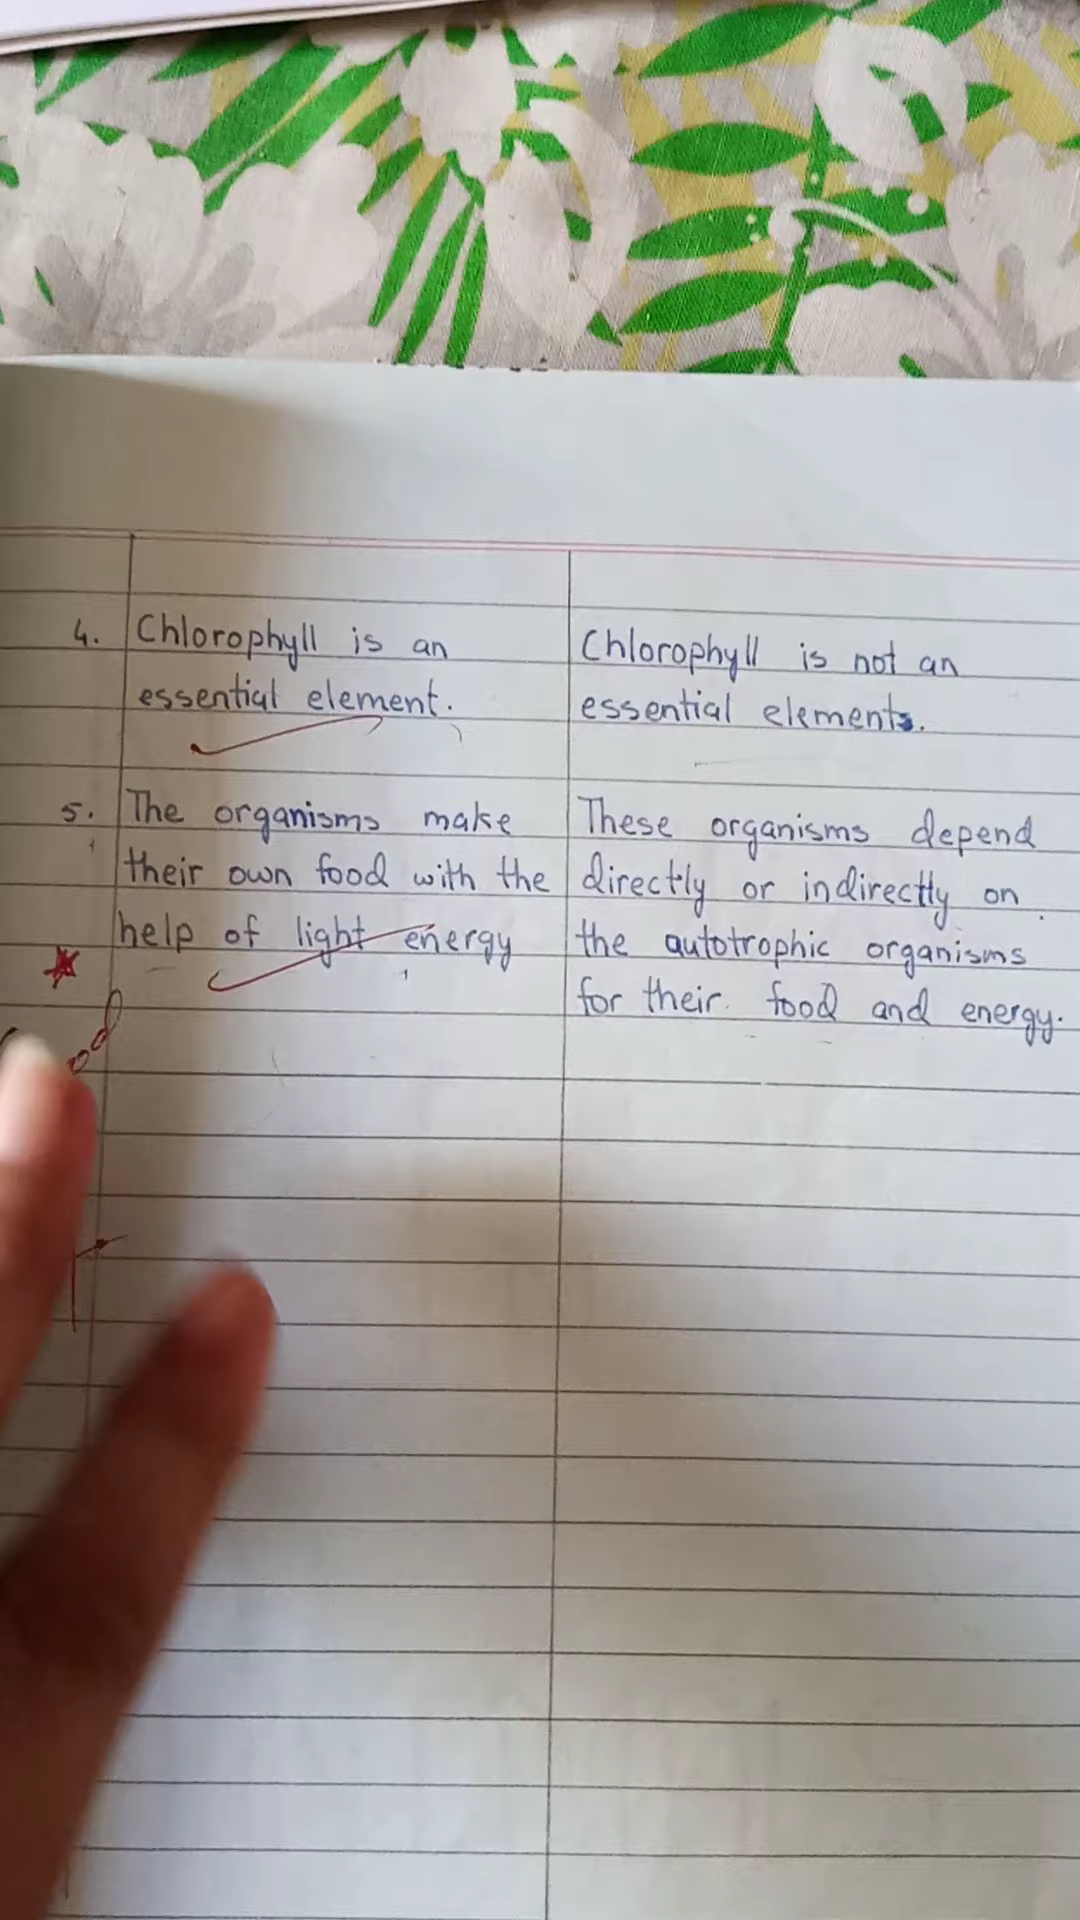 4. Chlorophyll is an
essential element.
Chlorophyll is not an
essential elements.
5. The organisms make
their own food with the
help of light energy
These organisms depend
directly or indirectly on
the autotrophic organisms
for their food and energy.